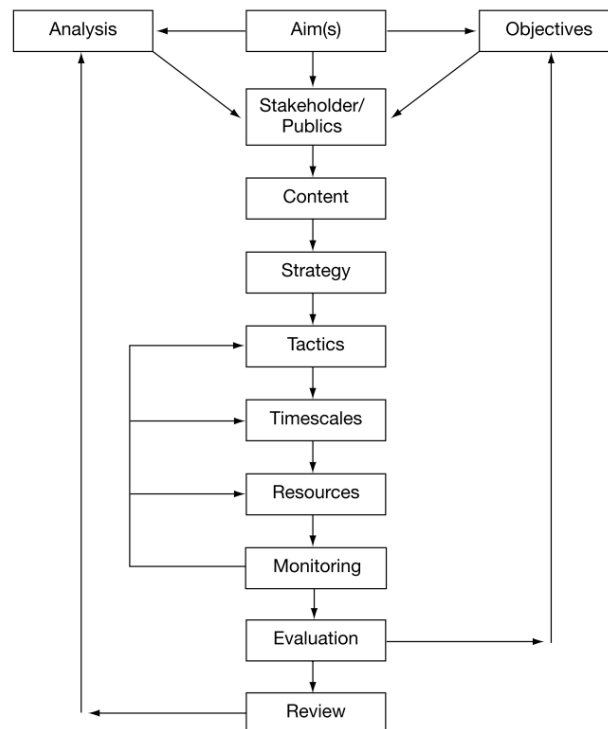 Analysis
Aim(s)
Objectives
Stakeholder/
Publics
Content
Strategy
Tactics
Timescales
Resources
Monitoring
Evaluation
Review